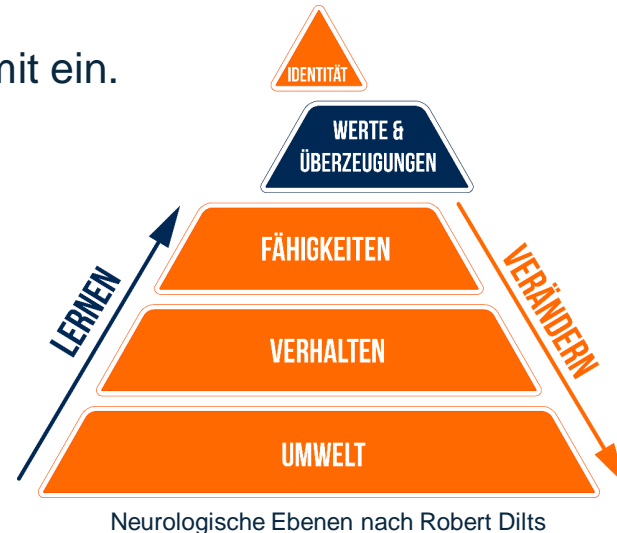 mit ein.
IDENTITÄT
WERTE &
ÜBERZEUGUNGEN
FÄHIGKEITEN
LERNEN
VERÄNDERN
VERHALTEN
UMWELT
Neurologische Ebenen nach Robert Dilts